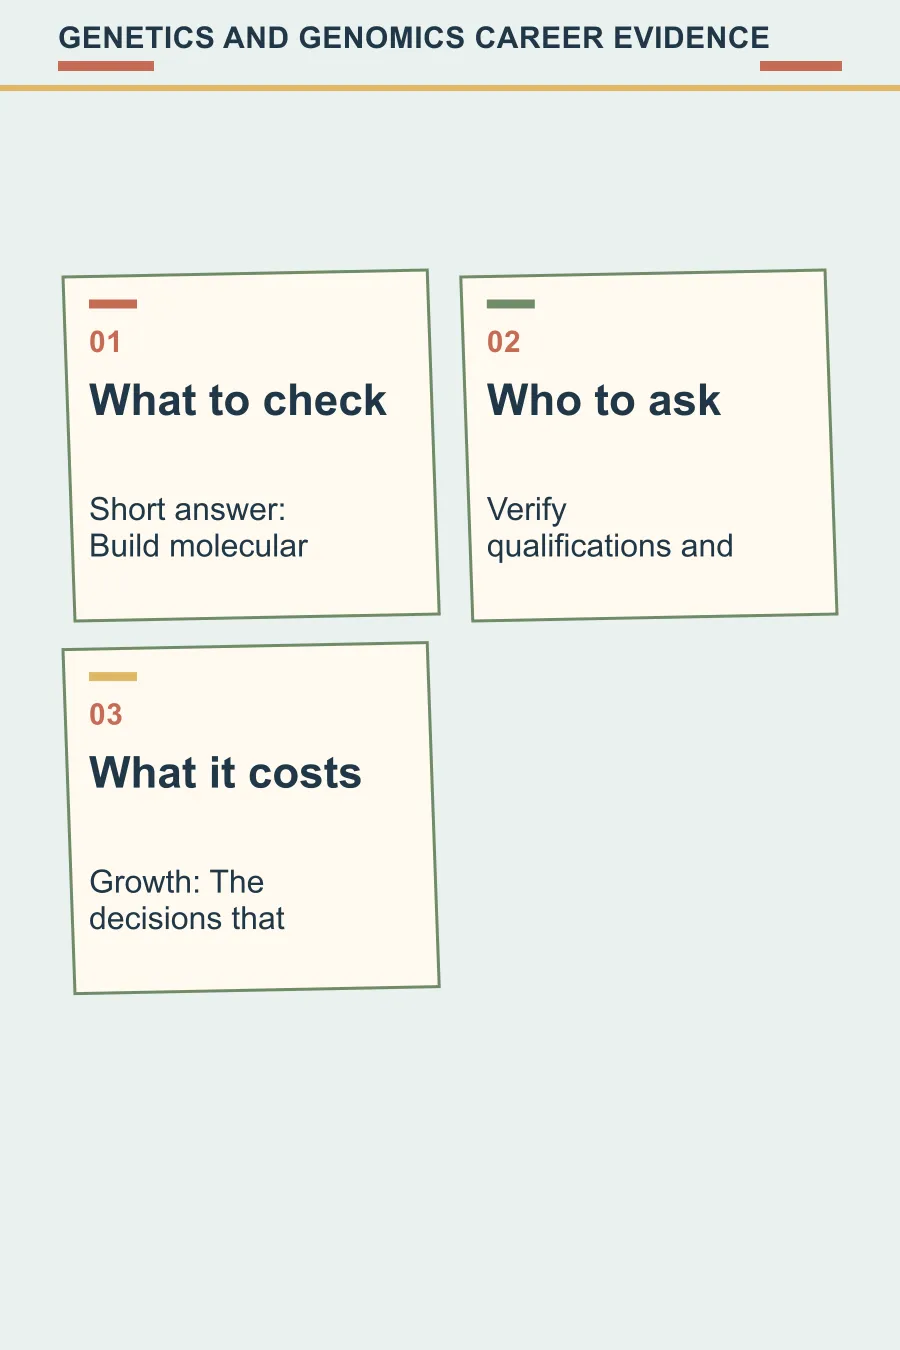 GENETICS AND GENOMICS CAREER EVIDENCE
01
What to check
Short answer:
Build molecular
02
Who to ask
Verify
qualifications and
03
What it costs
Growth: The
decisions that